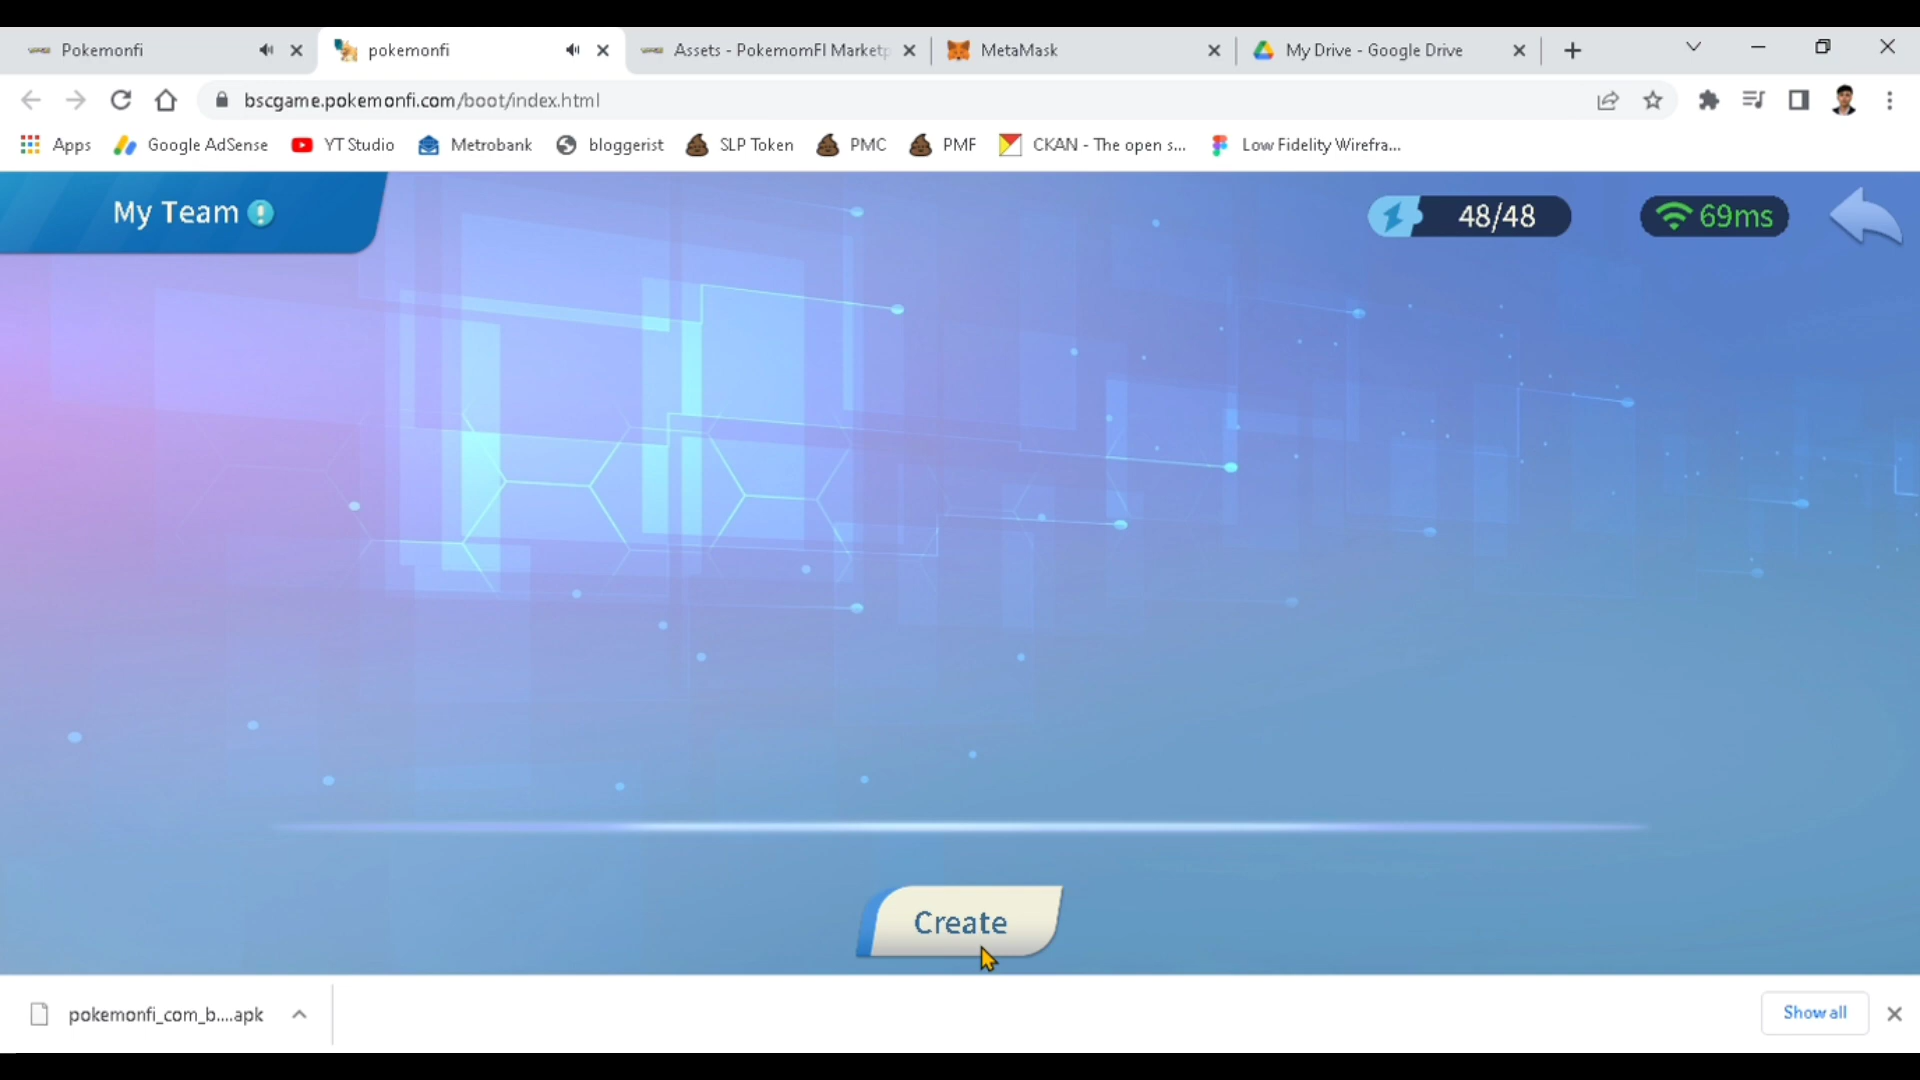 Pokemonfi
pokemonfi
Assets - PokemomFI Marketp
MetaMask
My Drive - Google Drive
bscgame.pokemonfi.com/boot/index.html
Apps
Google AdSense
YT Studio
Metrobank
bloggerist
SLP Token
PMC
PMF
CKAN - The open s...
Low Fidelity Wirefra...
My Team
48/48
69ms
Create
pokemonfi_com_b....apk
Show all